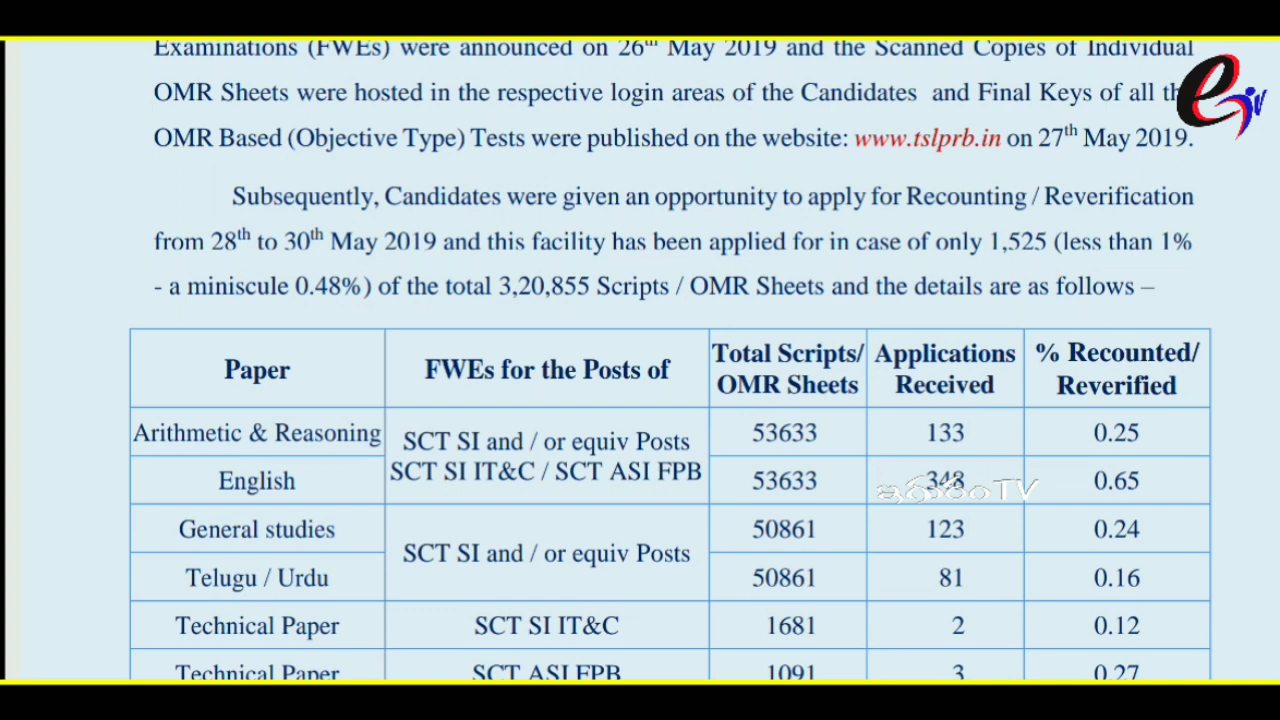 Examinations (FWEs) were announced on 26th May 2019 and the Scanned Copies of Individual
OMR Sheets were hosted in the respective login areas of the Candidates and Final Keys of all th
OMR Based (Objective Type) Tests were published on the website: www.tslprb.in on 27th May 2019.
Subsequently, Candidates were given an opportunity to apply for Recounting / Reverification
from 28th to 30th May 2019 and this facility has been applied for in case of only 1,525 (less than 1%
- a miniscule 0.48%) of the total 3,20,855 Scripts / OMR Sheets and the details are as follows –
Paper FWEs for the Posts of Total Scripts/ OMR Sheets Applications Received % Recounted/ Reverified
Arithmetic & Reasoning SCT SI and / or equiv Posts 53633 133 0.25
English SCT SI IT&C / SCT ASI FPB 53633 348 0.65
General studies SCT SI and / or equiv Posts 50861 123 0.24
Telugu / Urdu 50861 81 0.16
Technical Paper SCT SI IT&C 1681 2 0.12
Technical Paper SCT ASI FPB 1091 3 0.27
e TV
TV